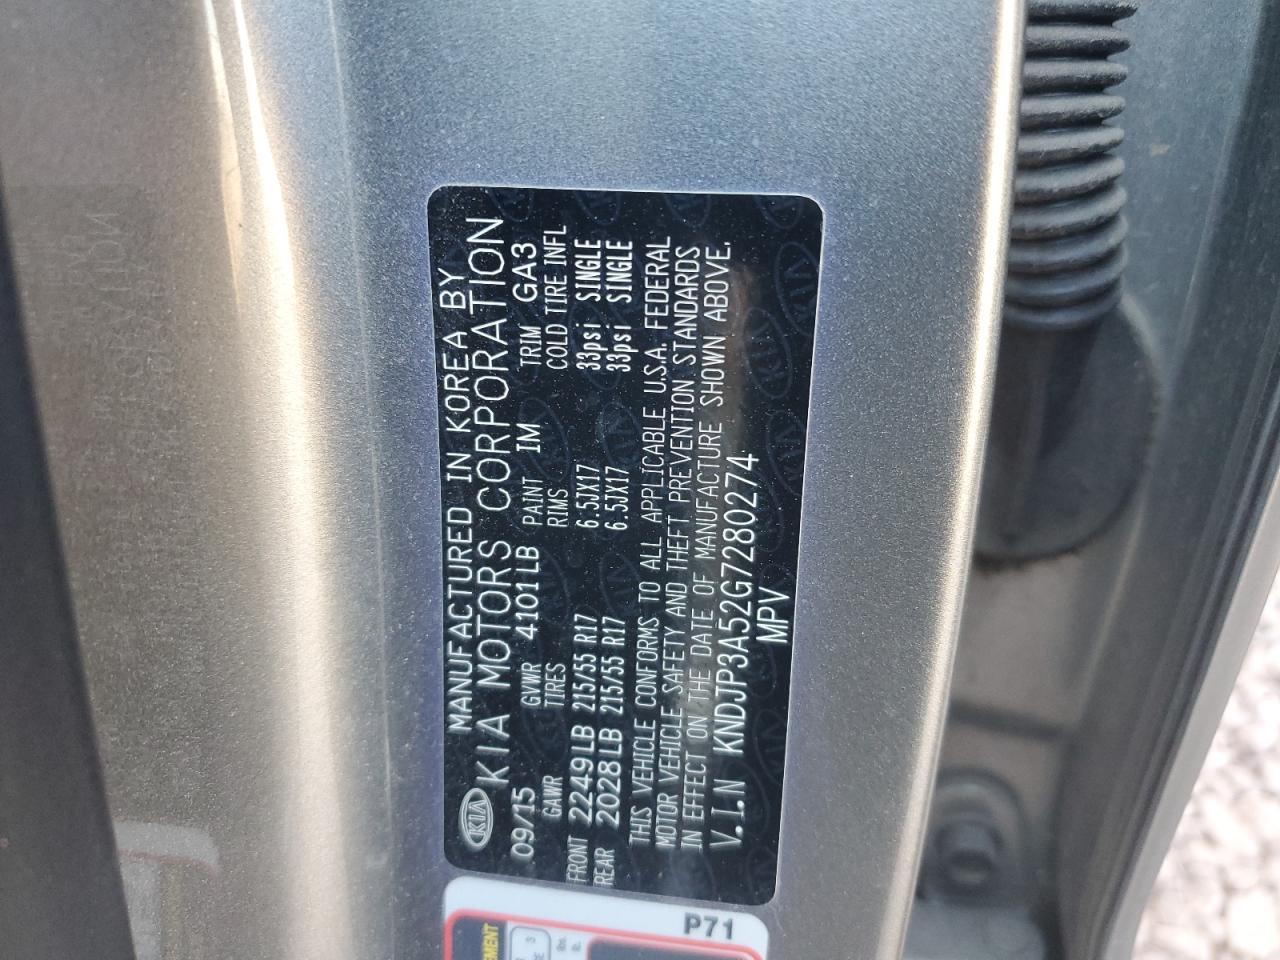 KIA
MANUFACTURED IN KOREA BY
KIA MOTORS CORPORATION
09/15 GVWR 4101LB PAINT IM TRIM GA3
GAWR TIRES RIMS COLD TIRE INFL
FRONT 2249LB 215/55 R17 6.5JX17 33psi SINGLE
REAR 2028LB 215/55 R17 6.5JX17 33psi SINGLE
THIS VEHICLE CONFORMS TO ALL APPLICABLE U.S.A. FEDERAL
MOTOR VEHICLE SAFETY AND THEFT PREVENTION STANDARDS
IN EFFECT ON THE DATE OF MANUFACTURE SHOWN ABOVE.
V.I.N KNDJP3A52G7280274
MPV
P71